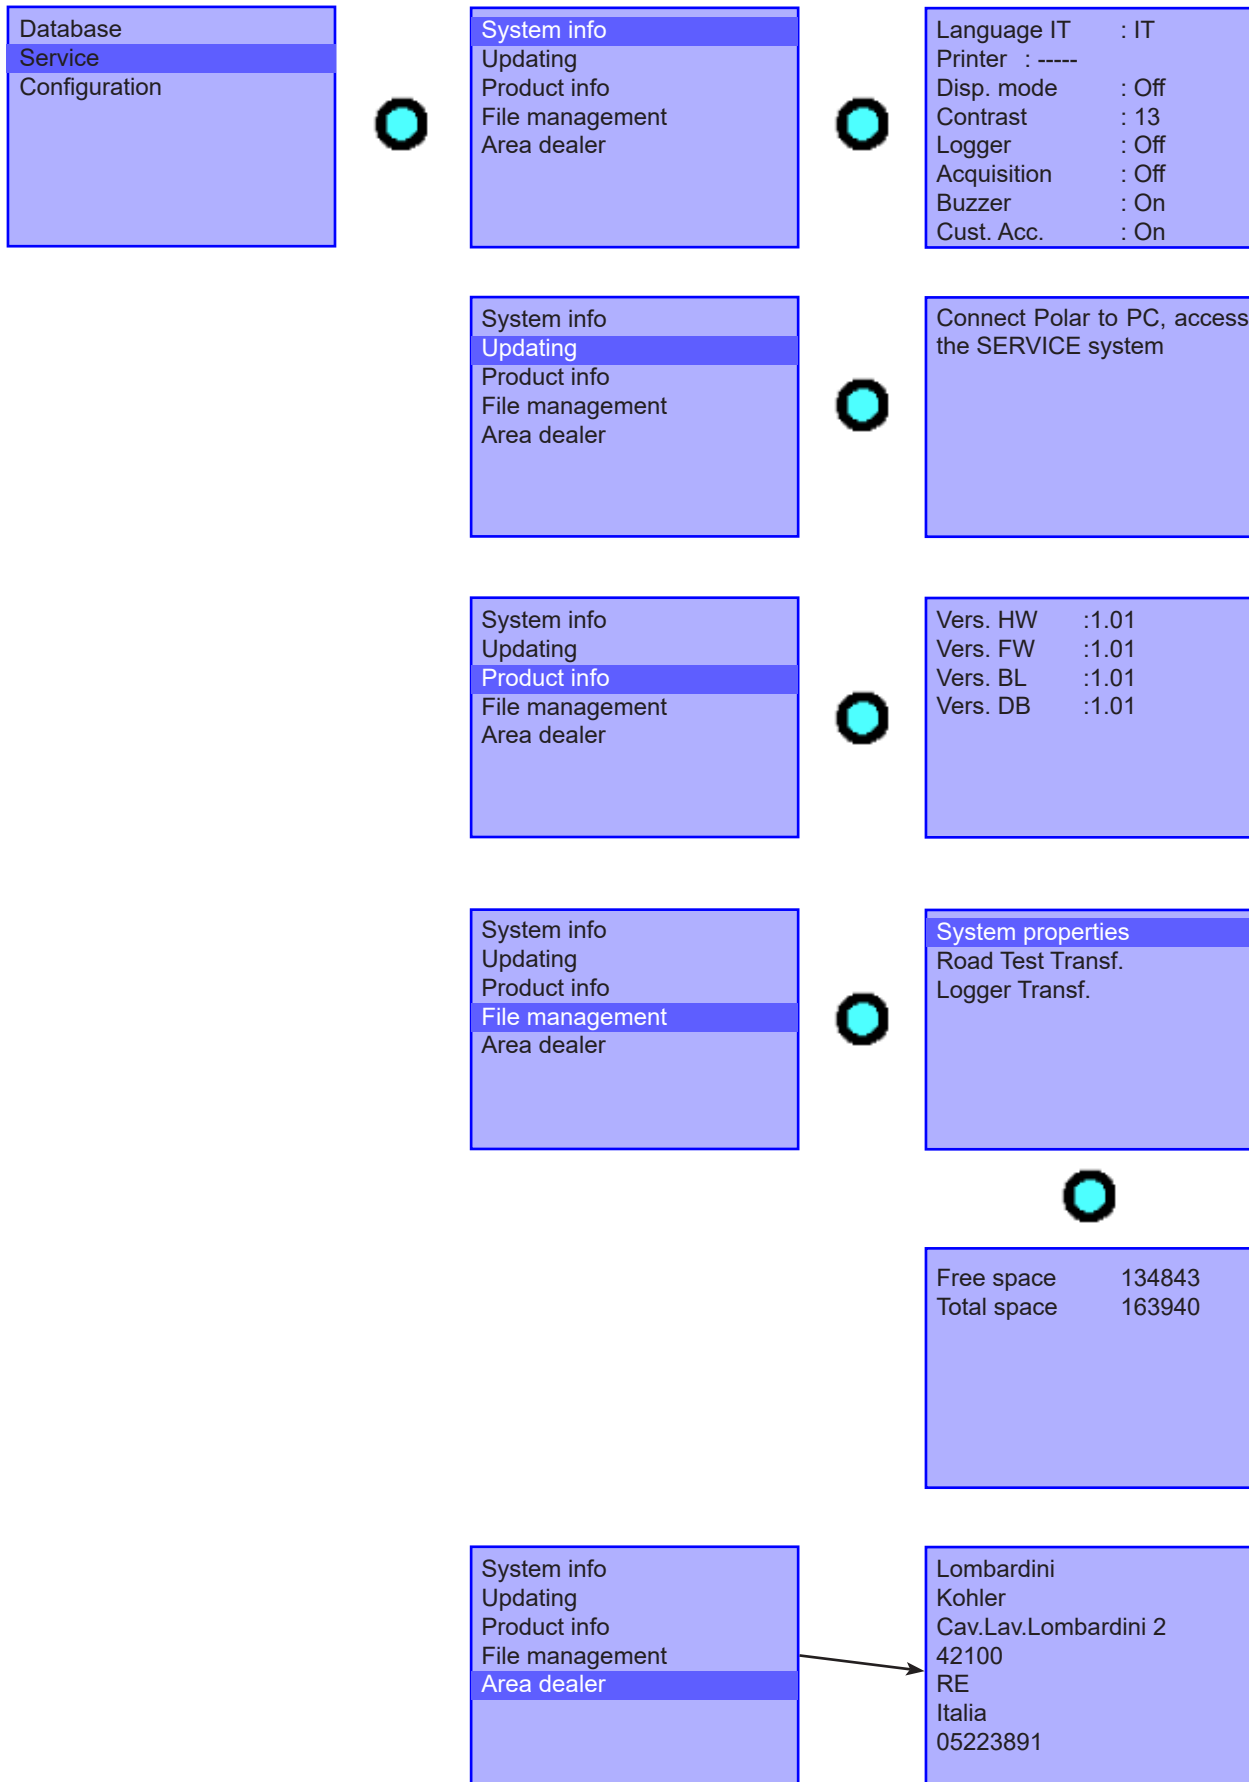 Database
Service
Configuration
System info
Updating
Product info
File management
Area dealer
Language IT : IT
Printer : -----
Disp. mode : Off
Contrast : 13
Logger : Off
Acquisition : Off
Buzzer : On
Cust. Acc. : On
System info
Updating
Product info
File management
Area dealer
Connect Polar to PC, access
the SERVICE system
System info
Updating
Product info
File management
Area dealer
Vers. HW :1.01
Vers. FW :1.01
Vers. BL :1.01
Vers. DB :1.01
System info
Updating
Product info
File management
Area dealer
System properties
Road Test Transf.
Logger Transf.
Free space 134843
Total space 163940
System info
Updating
Product info
File management
Area dealer
Lombardini
Kohler
Cav.Lav.Lombardini 2
42100
RE
Italia
05223891